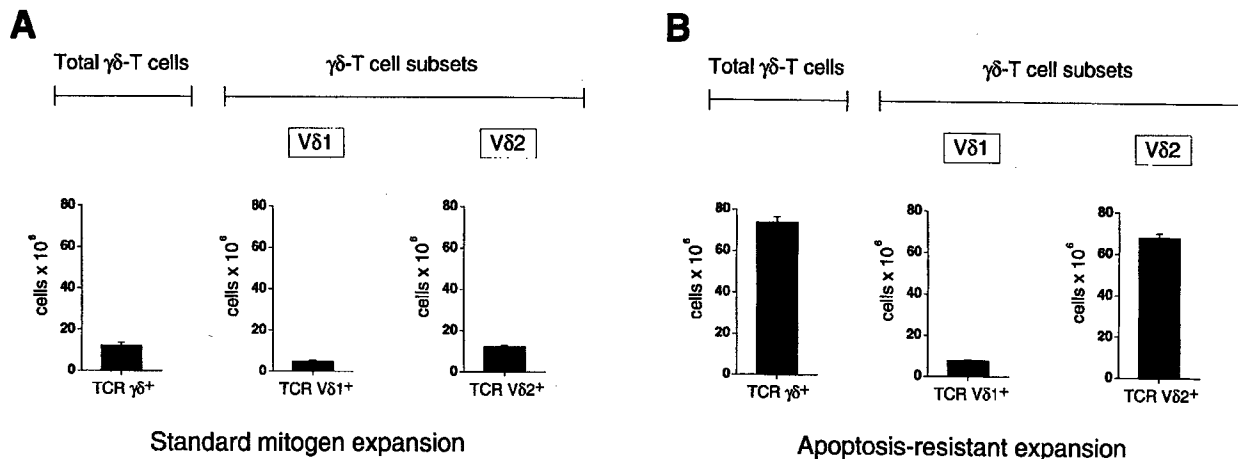 A
Total γδ-T cells
γδ-T cell subsets
Vδ1
Vδ2
cells x 10⁶
80
60
40
20
0
TCR γδ⁺
cells x 10⁶
80
60
40
20
0
TCR Vδ1⁺
cells x 10⁶
80
60
40
20
0
TCR Vδ2⁺
Standard mitogen expansion
B
Total γδ-T cells
γδ-T cell subsets
Vδ1
Vδ2
cells x 10⁶
80
60
40
20
0
TCR γδ⁺
cells x 10⁶
80
60
40
20
0
TCR Vδ1⁺
cells x 10⁶
80
60
40
20
0
TCR Vδ2⁺
Apoptosis-resistant expansion